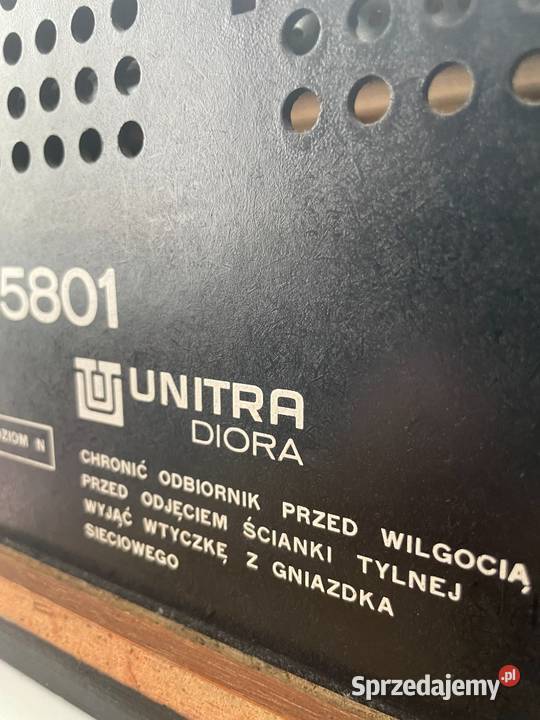 5801
UNITRA
DIORA
CHRONIĆ ODBIORNIK PRZED WILGOCIĄ
PRZED ODJĘCIEM ŚCIANKI TYLNEJ
WYJĄĆ WTYCZKĘ Z GNIAZDKA
SIECIOWEGO
Sprzedajemy.pl